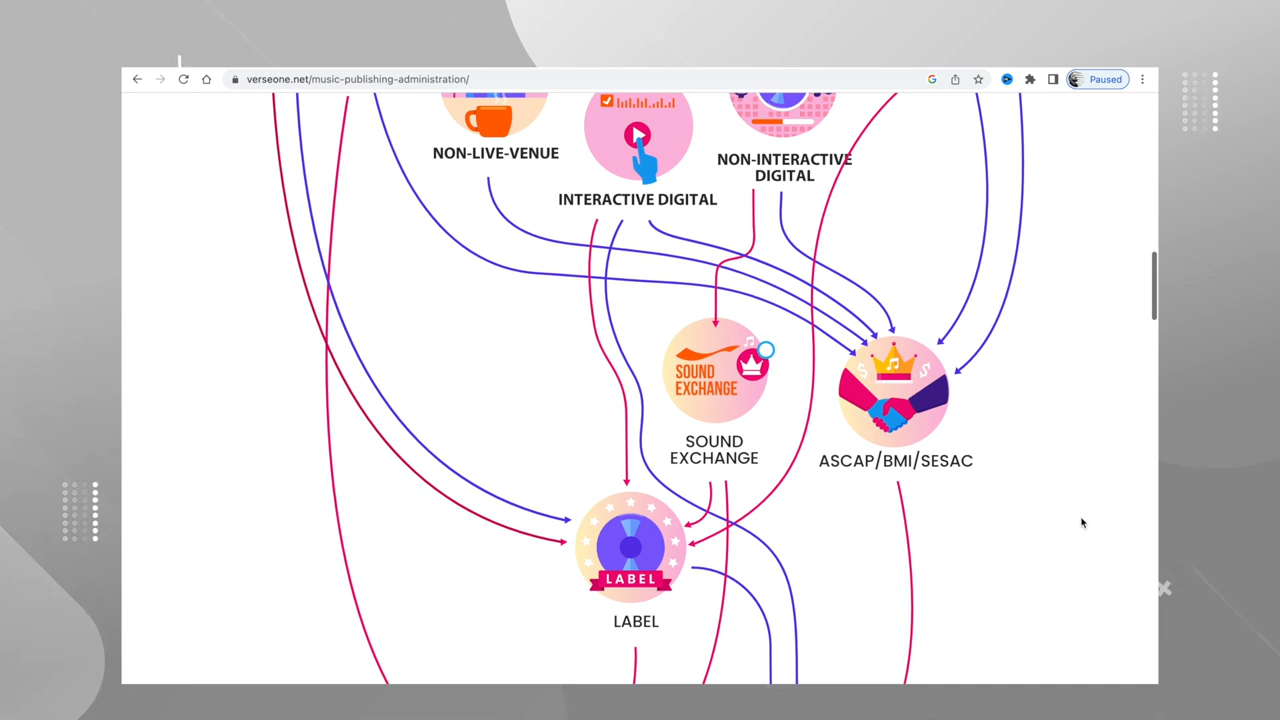 verseone.net/music-publishing-administration/
Paused
NON-LIVE-VENUE
INTERACTIVE DIGITAL
NON-INTERACTIVE
DIGITAL
SOUND
EXCHANGE
SOUND
EXCHANGE
ASCAP/BMI/SESAC
LABEL
LABEL